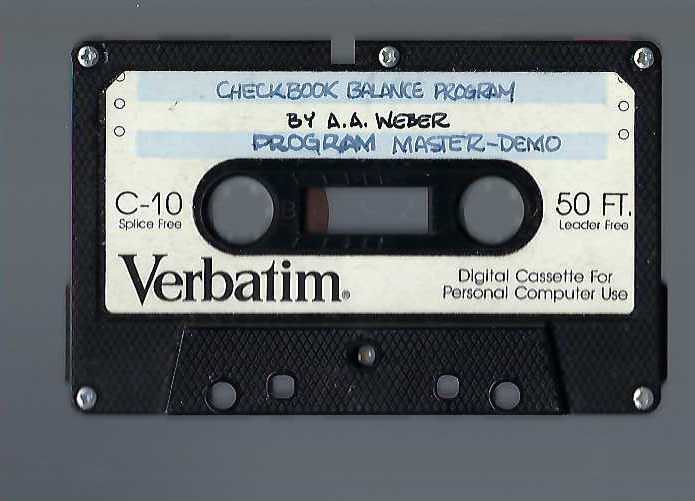 CHECKBOOK BALANCE PROGRAM
BY A.A. WEBER
PROGRAM MASTER-DEMO
C-10
Splice Free
B
50 FT.
Leader Free
Verbatim®
Digital Cassette For
Personal Computer Use